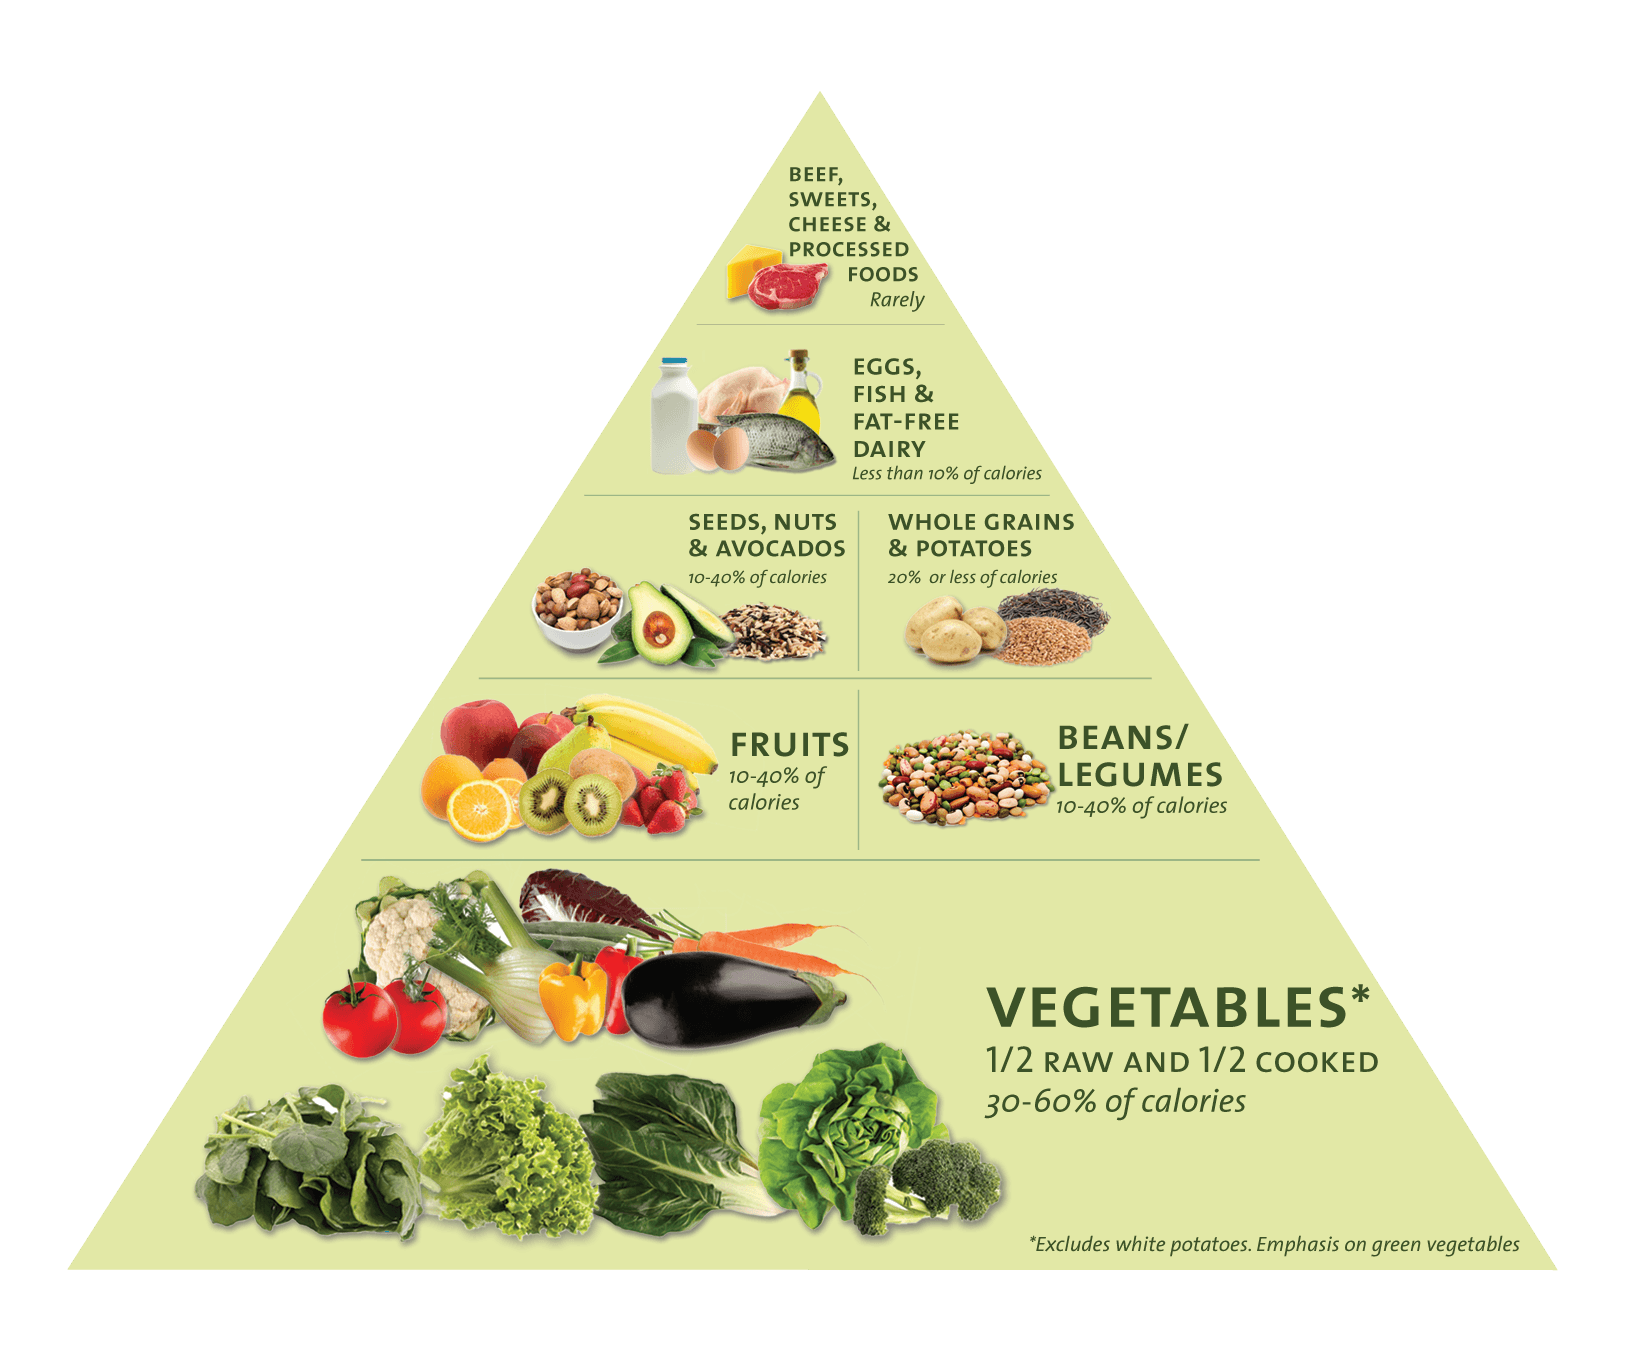 BEEF,
SWEETS,
CHEESE &
PROCESSED
FOODS
Rarely
EGGS,
FISH &
FAT-FREE
DAIRY
Less than 10% of calories
SEEDS, NUTS
& AVOCADOS
10-40% of calories
WHOLE GRAINS
& POTATOES
20% or less of calories
FRUITS
10-40% of
calories
BEANS/
LEGUMES
10-40% of calories
VEGETABLES*
1/2 RAW AND 1/2 COOKED
30-60% of calories
*Excludes white potatoes. Emphasis on green vegetables